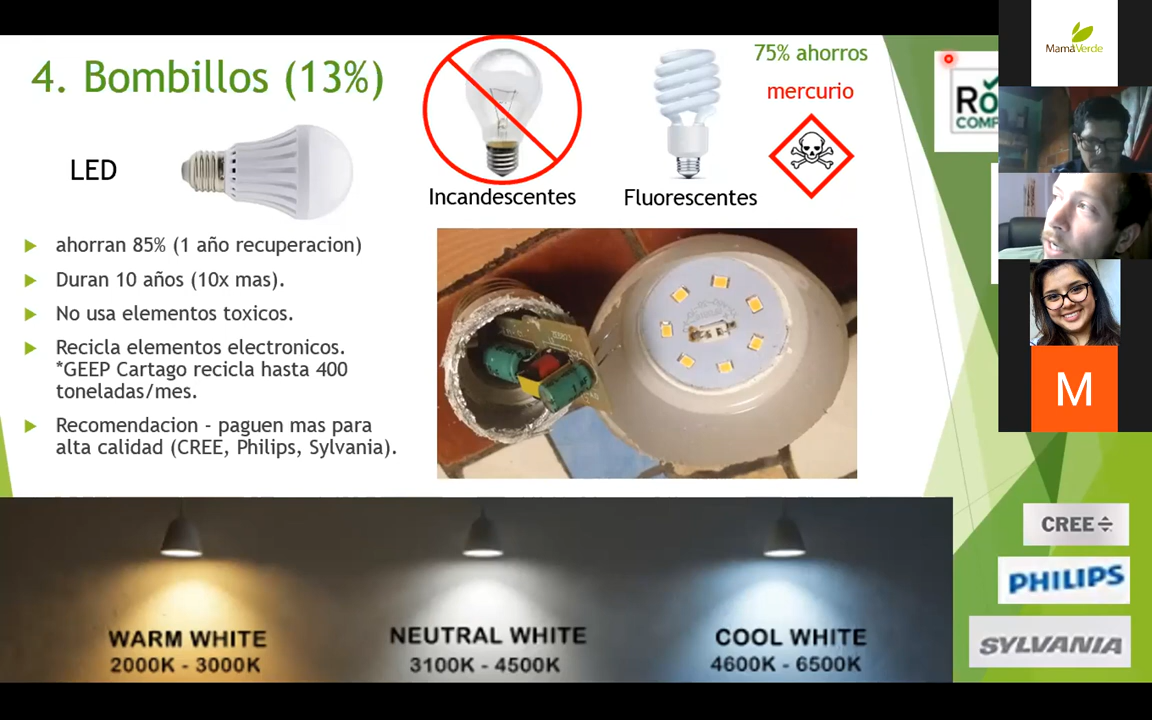 4. Bombillos (13%)
LED
Incandescentes
Fluorescentes
75% ahorros
mercurio
COMP
ahorran 85% (1 año recuperacion)
Duran 10 años (10x mas).
No usa elementos toxicos.
Recicla elementos electronicos.
*GEEP Cartago recicla hasta 400
toneladas/mes.
Recomendacion - paguen mas para
alta calidad (CREE, Philips, Sylvania).
WARM WHITE
2000K - 3000K
NEUTRAL WHITE
3100K - 4500K
COOL WHITE
4600K - 6500K
MamáVerde
M
CREE
PHILIPS
SYLVANIA